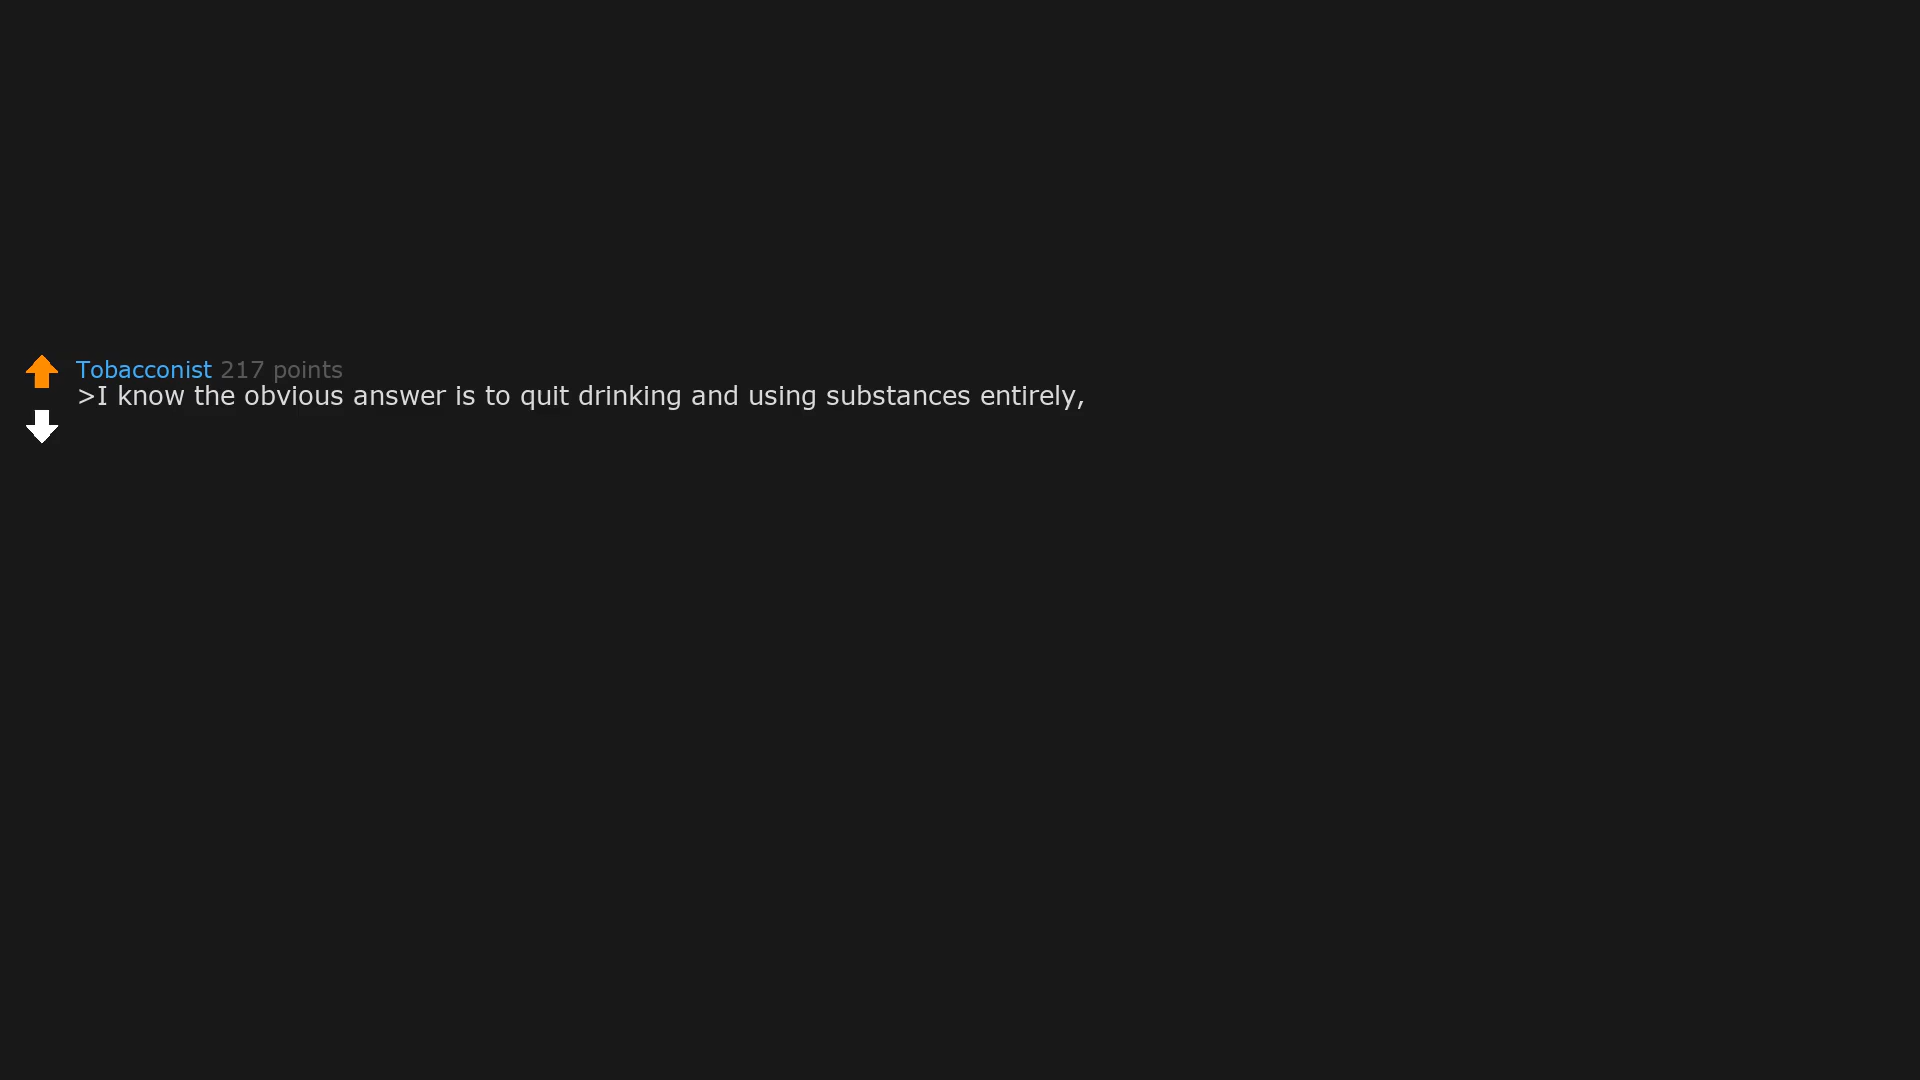 Tobacconist 217 points
>I know the obvious answer is to quit drinking and using substances entirely,